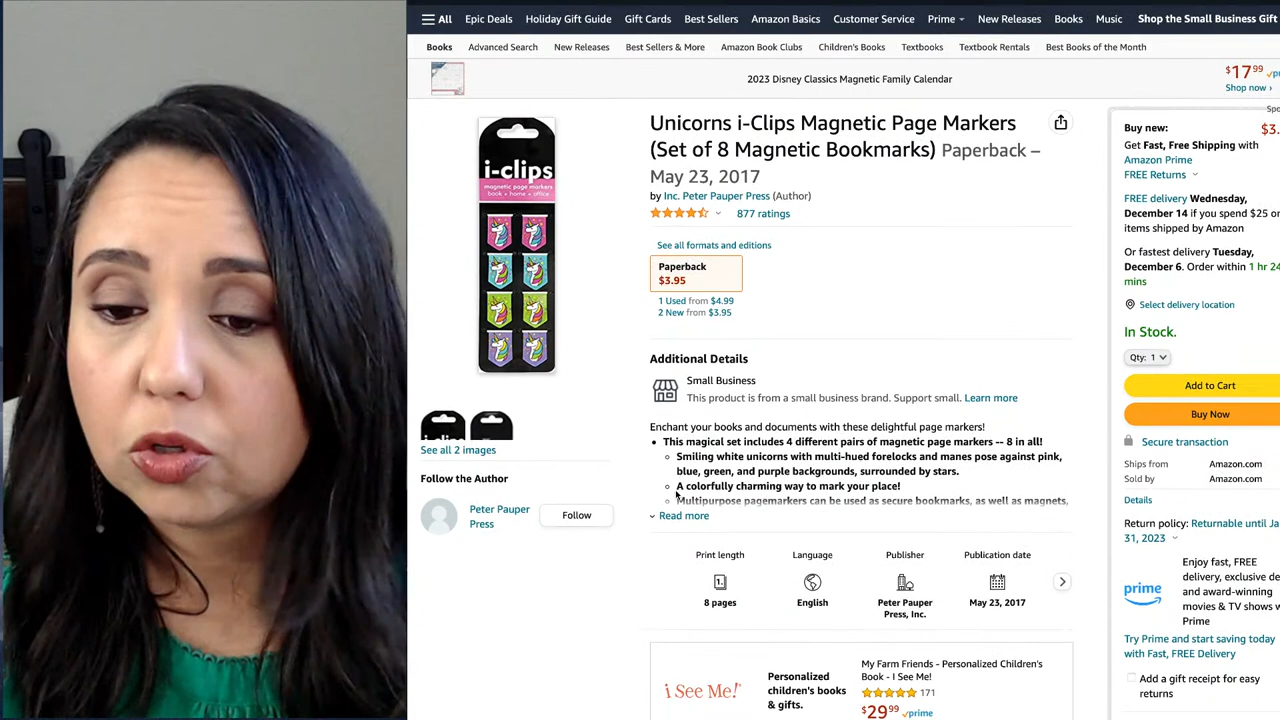 All
Epic Deals
Holiday Gift Guide
Gift Cards
Best Sellers
Amazon Basics
Customer Service
Prime
New Releases
Books
Music
Shop the Small Business Gift
Books
Advanced Search
New Releases
Best Sellers & More
Amazon Book Clubs
Children's Books
Textbooks
Textbook Rentals
Best Books of the Month
2023 Disney Classics Magnetic Family Calendar
$17 99
Shop now ›
i-clips
magnetic page markers
book • home • office
See all 2 images
Follow the Author
Peter Pauper
Press
Follow
Unicorns i-Clips Magnetic Page Markers
(Set of 8 Magnetic Bookmarks) Paperback –
May 23, 2017
by Inc. Peter Pauper Press (Author)
877 ratings
See all formats and editions
Paperback
$3.95
1 Used from $4.99
2 New from $3.95
Additional Details
Small Business
This product is from a small business brand. Support small. Learn more
Enchant your books and documents with these delightful page markers!
This magical set includes 4 different pairs of magnetic page markers -- 8 in all!
Smiling white unicorns with multi-hued forelocks and manes pose against pink,
blue, green, and purple backgrounds, surrounded by stars.
A colorfully charming way to mark your place!
Multipurpose pagemarkers can be used as secure bookmarks, as well as magnets,
Read more
Print length
8 pages
Language
English
Publisher
Peter Pauper
Press, Inc.
Publication date
May 23, 2017
i See Me!
Personalized
children's books
& gifts.
My Farm Friends - Personalized Children's
Book - I See Me!
171
$29 99 prime
Buy new:
$3.
Get Fast, Free Shipping with
Amazon Prime
FREE Returns
FREE delivery Wednesday,
December 14 if you spend $25 on
items shipped by Amazon
Or fastest delivery Tuesday,
December 6. Order within 1 hr 24
mins
Select delivery location
In Stock.
Qty: 1
Add to Cart
Buy Now
Secure transaction
Ships from
Amazon.com
Sold by
Amazon.com
Details
Return policy: Returnable until Ja
31, 2023
prime
Enjoy fast, FREE
delivery, exclusive de
and award-winning
movies & TV shows w
Prime
Try Prime and start saving today
with Fast, FREE Delivery
Add a gift receipt for easy
returns